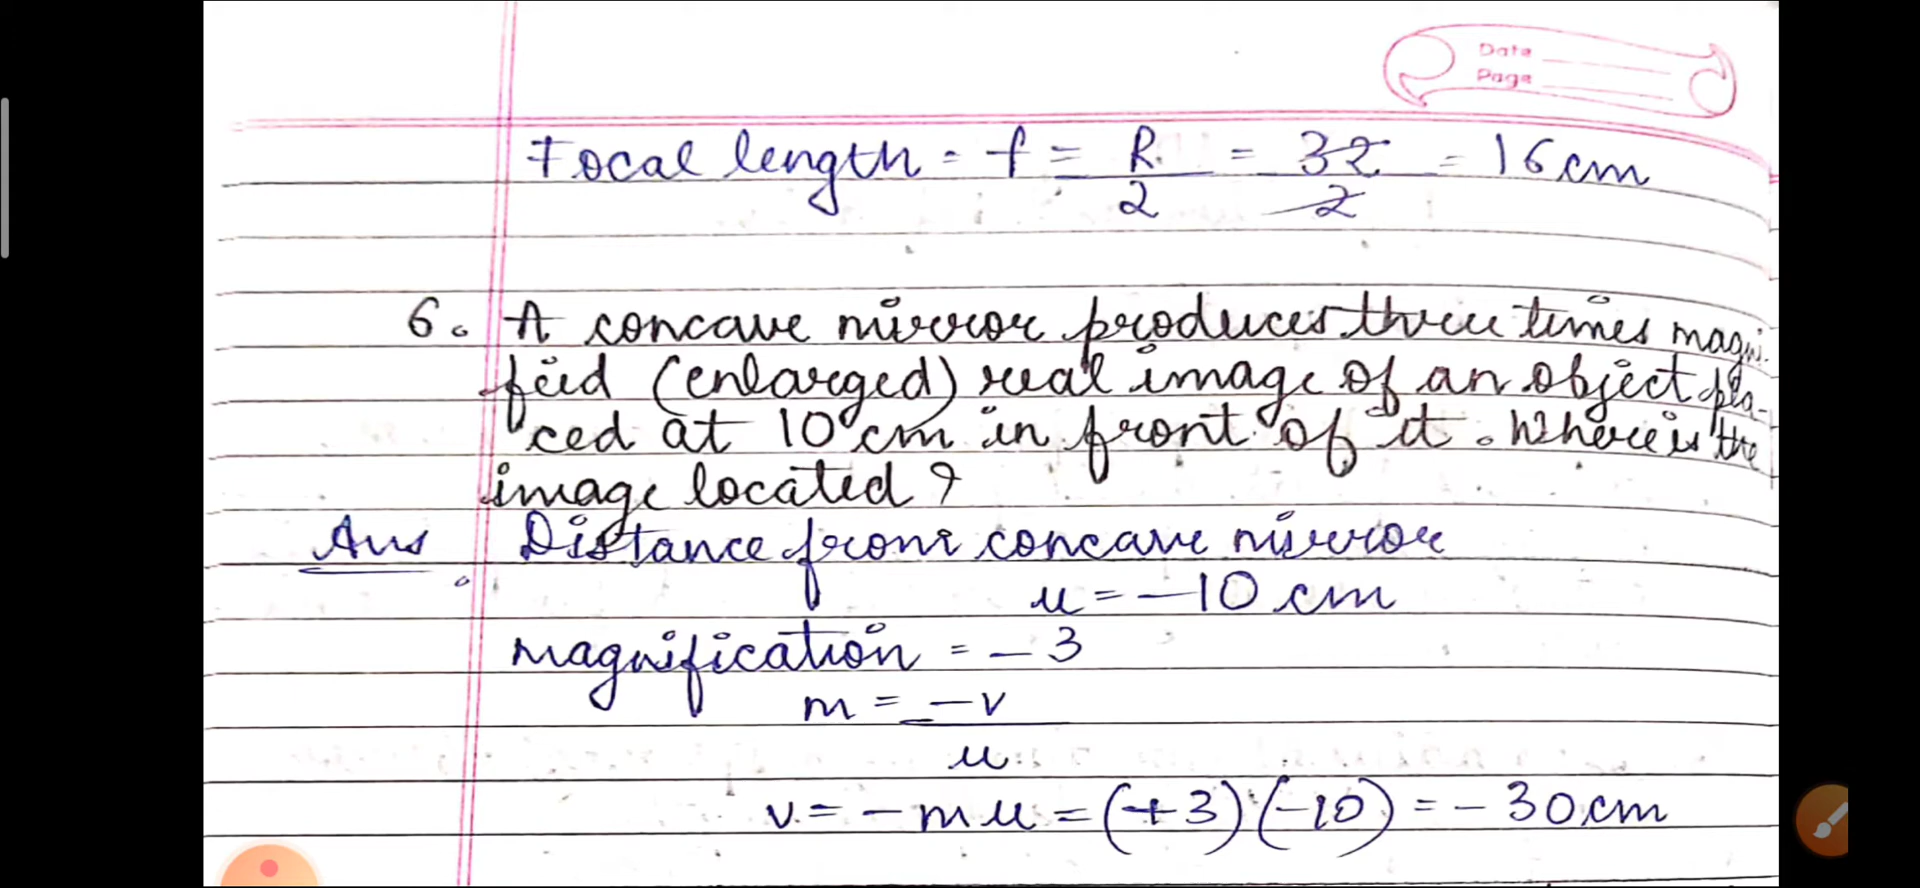 Date
Page
Focal length = f = R/2 = 32/2 = 16 cm
6. A concave mirror produces three times magni-
fied (enlarged) real image of an object pla-
ced at 10 cm in front of it. Where is the
image located?
Ans. Distance from concave mirror
u = -10 cm
magnification = -3
m = -v/u
v = -mu = (+3)(-10) = -30 cm